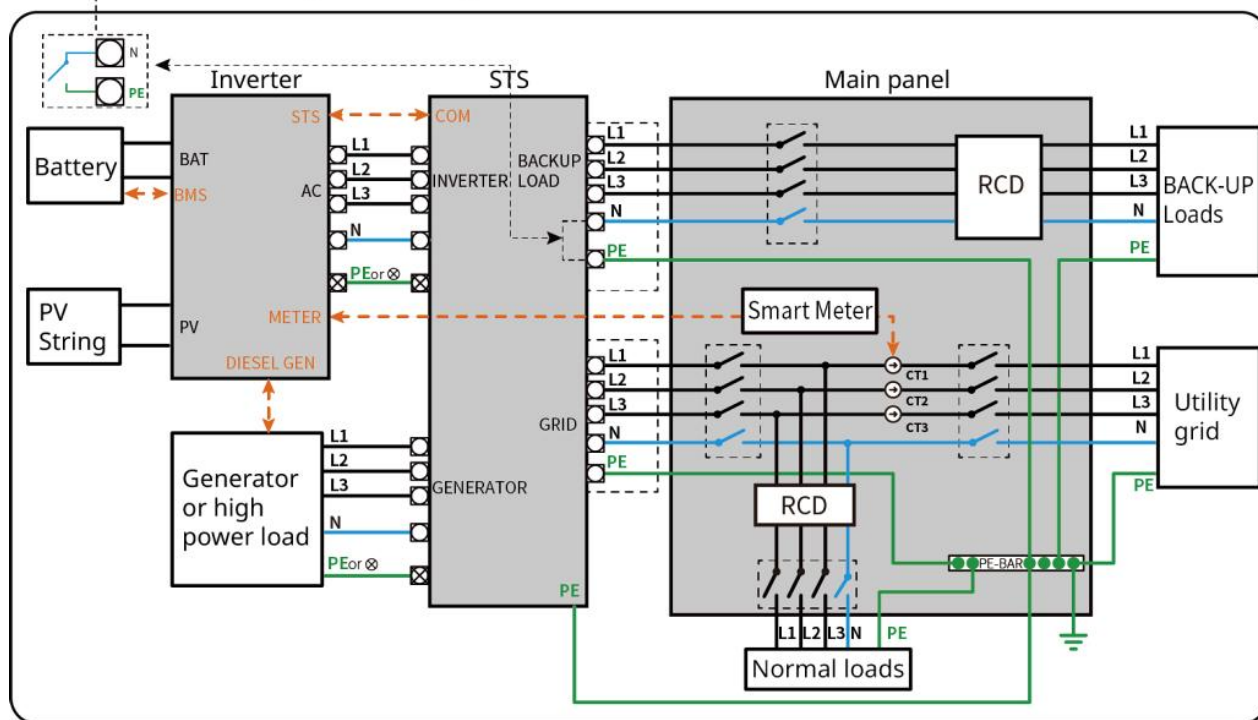 N
PE
Inverter
STS
Main panel
STS
COM
Battery
BAT
BMS
AC
L1
L2
L3
N
PE or ⊗
INVERTER
BACKUP
LOAD
L1
L2
L3
N
PE
RCD
L1
L2
L3
N
PE
BACK-UP
Loads
PV
String
PV
METER
DIESEL GEN
Smart Meter
L1
L2
L3
N
PE
GRID
CT1
CT2
CT3
L1
L2
L3
N
PE
Utility
grid
Generator
or high
power load
L1
L2
L3
N
PE or ⊗
GENERATOR
PE
RCD
PE-BAR
L1 L2 L3 N PE
Normal loads